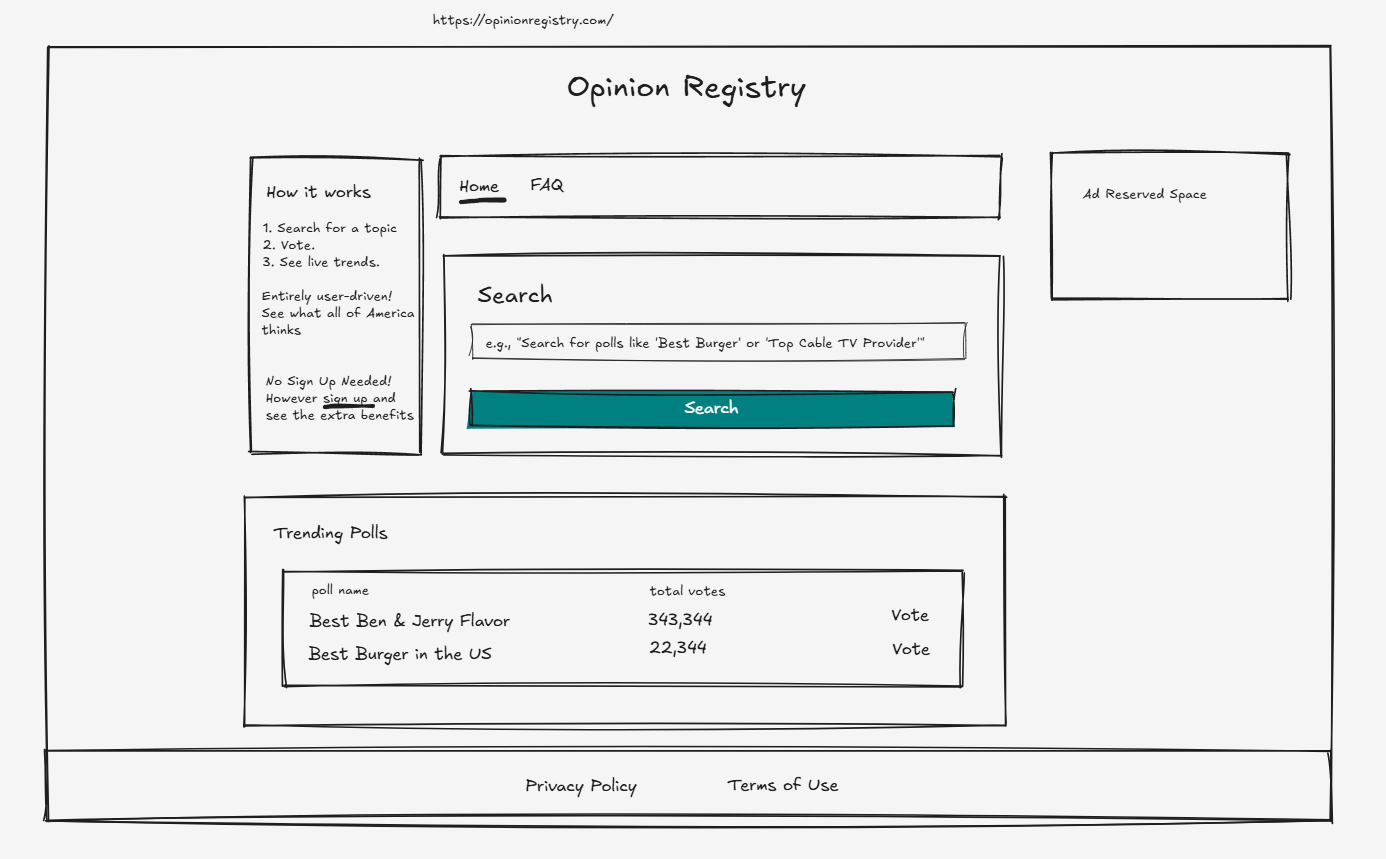 https://opinionregistry.com/
Opinion Registry
How it works
1. Search for a topic
2. Vote.
3. See live trends.
Entirely user-driven!
See what all of America
thinks
No Sign Up Needed!
However sign up and
see the extra benefits
Home FAQ
Search
e.g., "Search for polls like 'Best Burger' or 'Top Cable TV Provider'"
Search
Ad Reserved Space
Trending Polls
poll name total votes
Best Ben & Jerry Flavor 343,344 Vote
Best Burger in the US 22,344 Vote
Privacy Policy Terms of Use